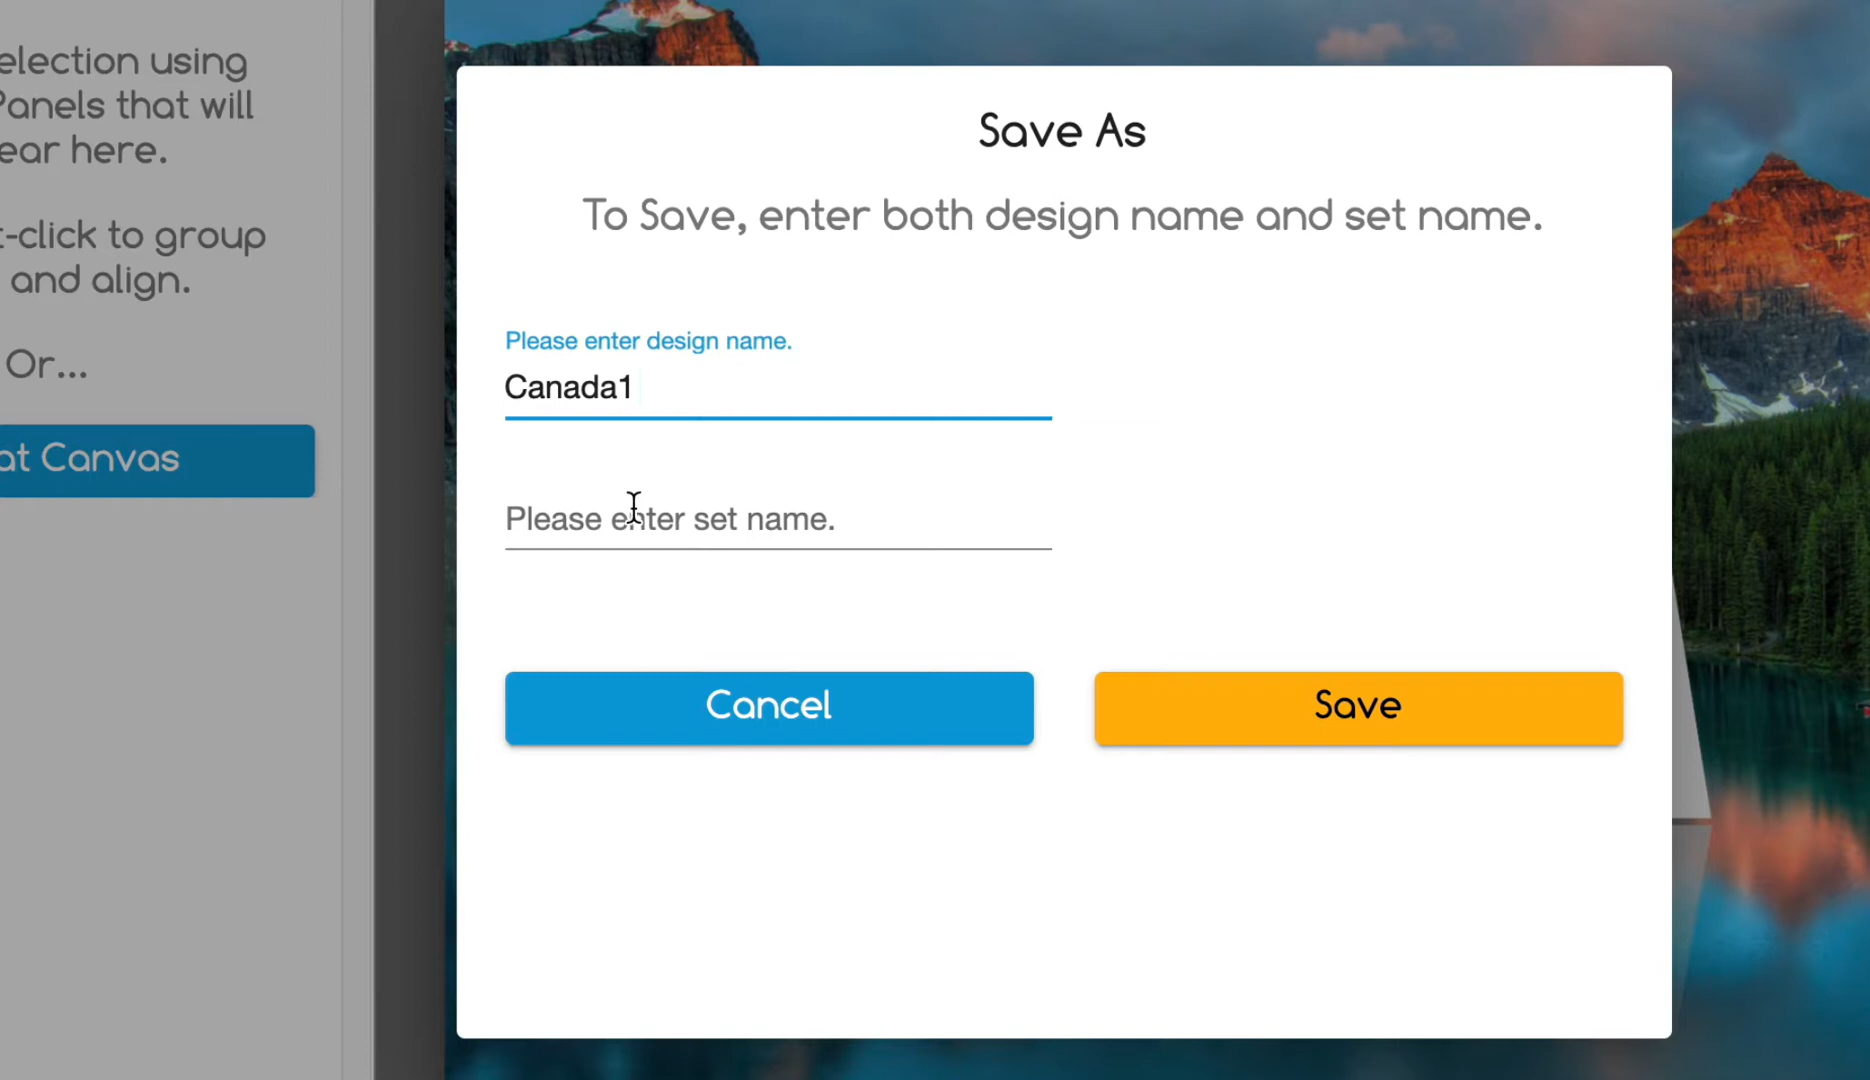 election using
Panels that will
ear here.
t-click to group
and align.
Or...
at Canvas
Save As
To Save, enter both design name and set name.
Please enter design name.
Canada1
Please enter set name.
Cancel
Save